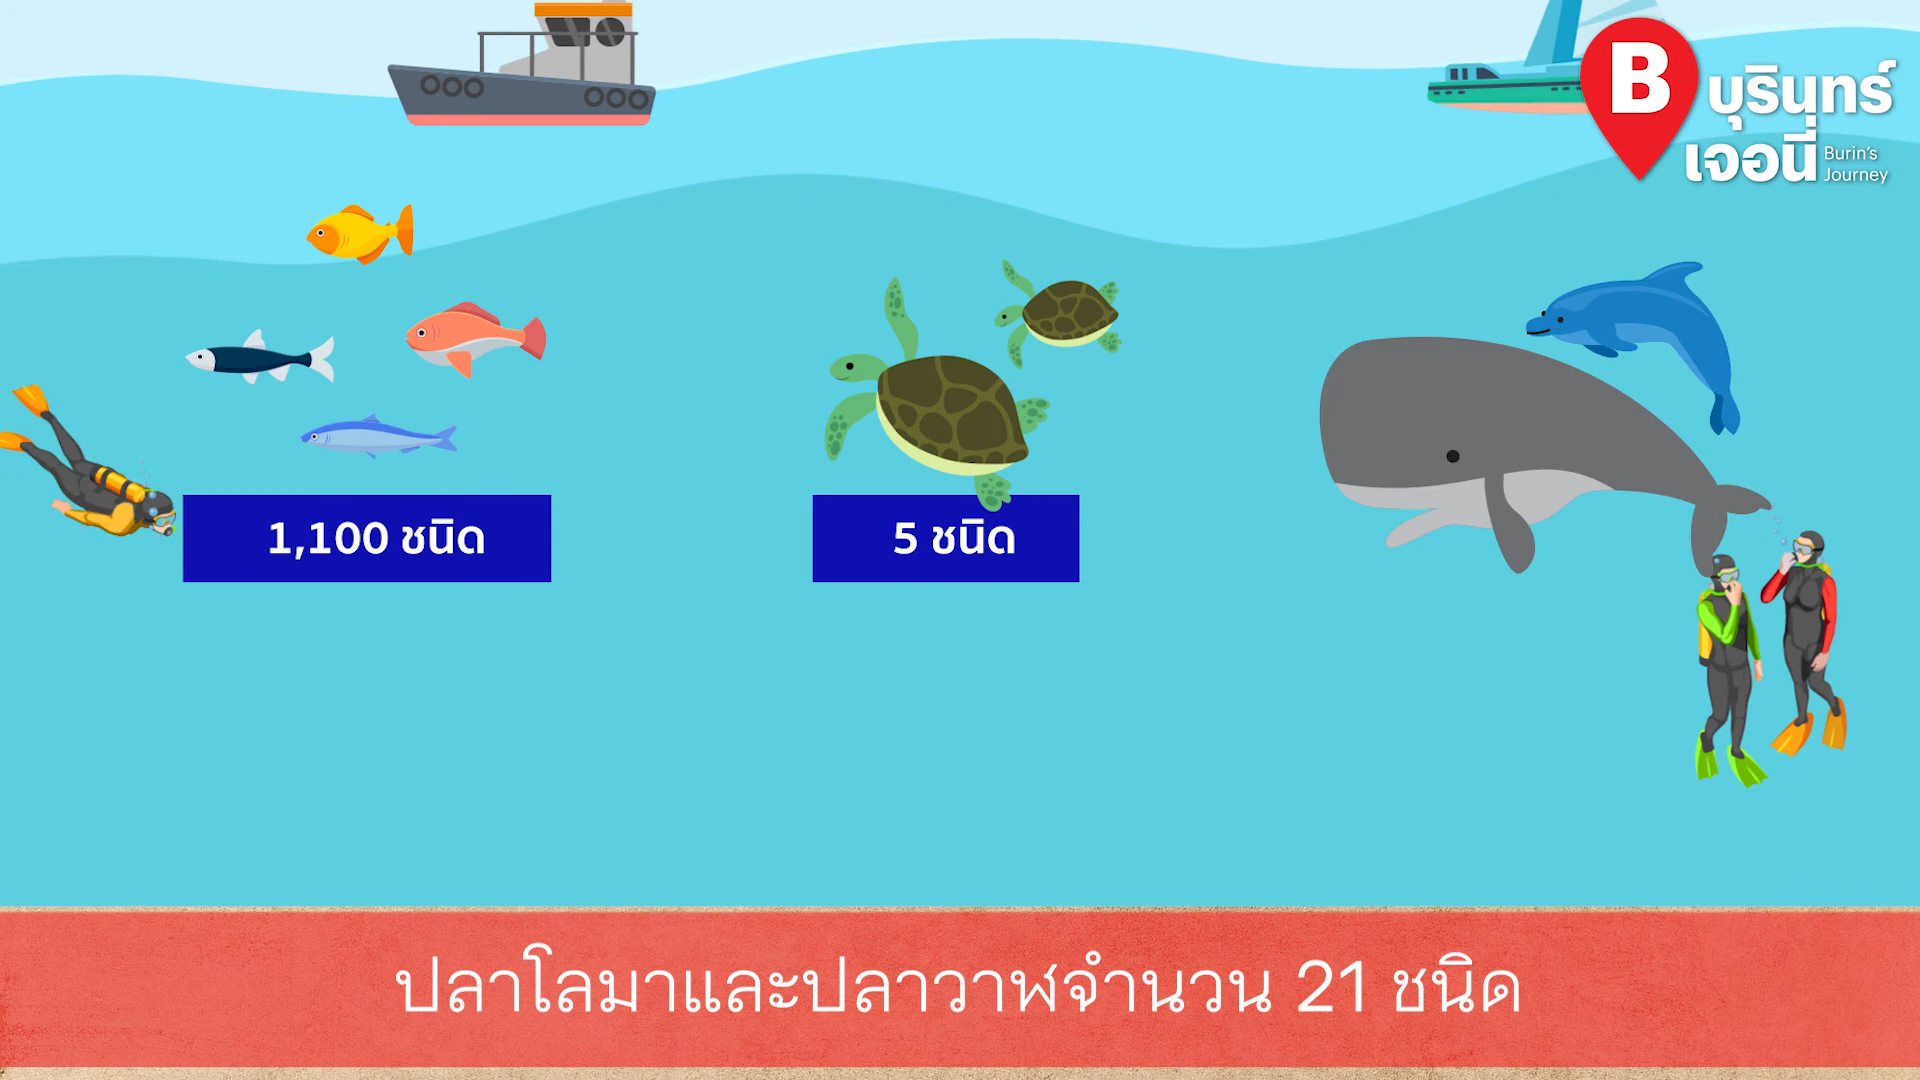 B
บุรินทร์
เจอนี่
Burin's
Journey
1,100 ชนิด
5 ชนิด
ปลาโลมาและปลาวาฬจำนวน 21 ชนิด